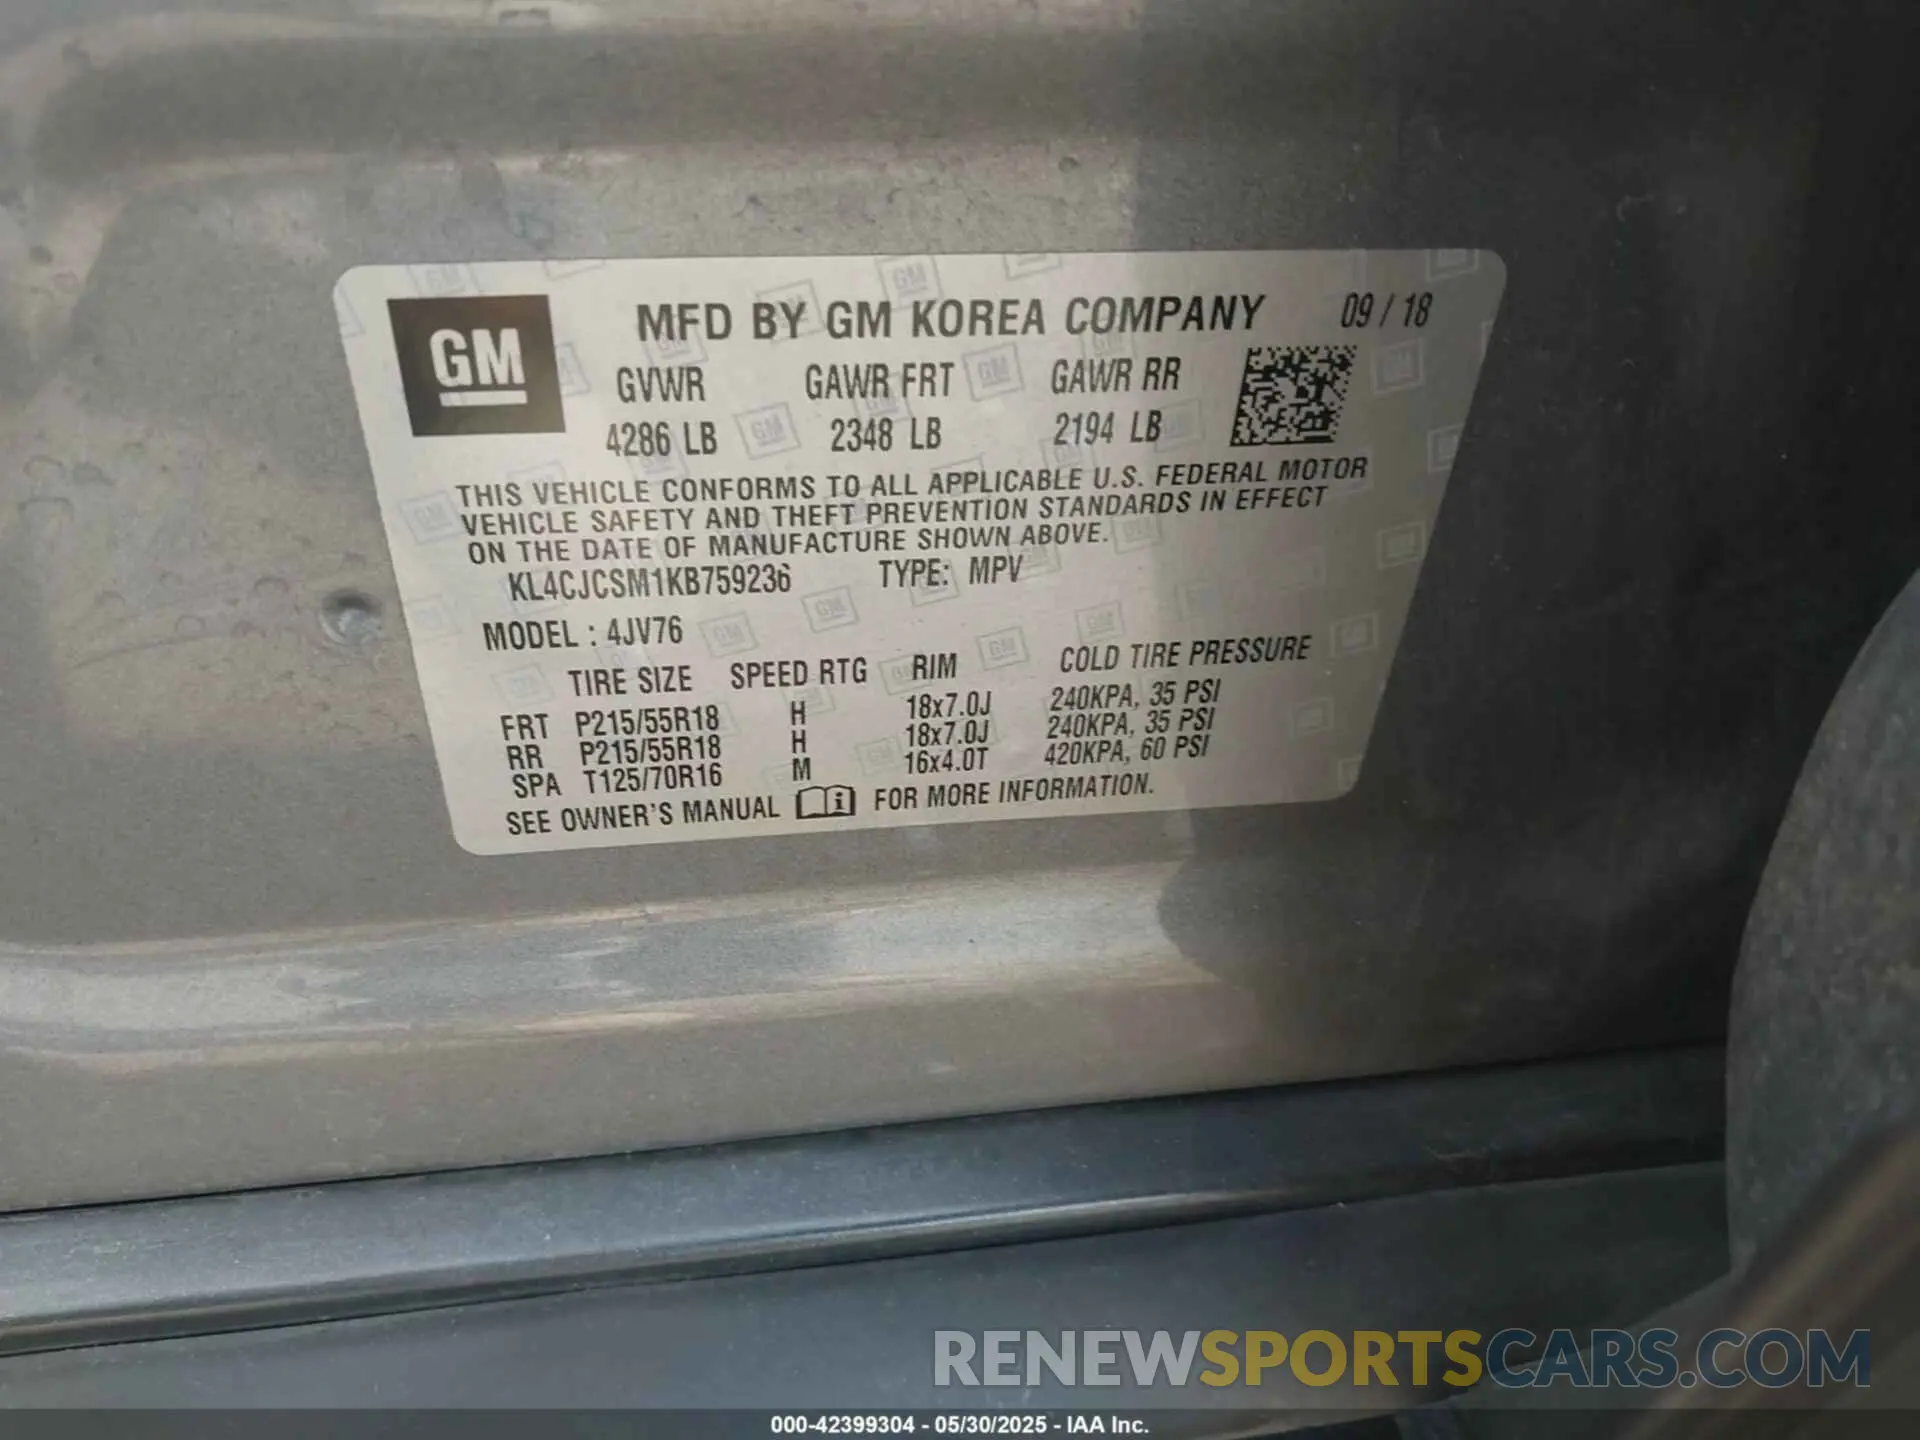 GM
MFD BY GM KOREA COMPANY 09 / 18
GVWR GAWR FRT GAWR RR
4286 LB 2348 LB 2194 LB
THIS VEHICLE CONFORMS TO ALL APPLICABLE U.S. FEDERAL MOTOR
VEHICLE SAFETY AND THEFT PREVENTION STANDARDS IN EFFECT
ON THE DATE OF MANUFACTURE SHOWN ABOVE.
KL4CJCSM1KB759236 TYPE: MPV
MODEL : 4JV76
TIRE SIZE SPEED RTG RIM COLD TIRE PRESSURE
FRT P215/55R18 H 18x7.0J 240KPA, 35 PSI
RR P215/55R18 H 18x7.0J 240KPA, 35 PSI
SPA T125/70R16 M 16x4.0T 420KPA, 60 PSI
SEE OWNER'S MANUAL i FOR MORE INFORMATION.
RENEWSPORTSCARS.COM
000-42399304 - 05/30/2025 - IAA Inc.